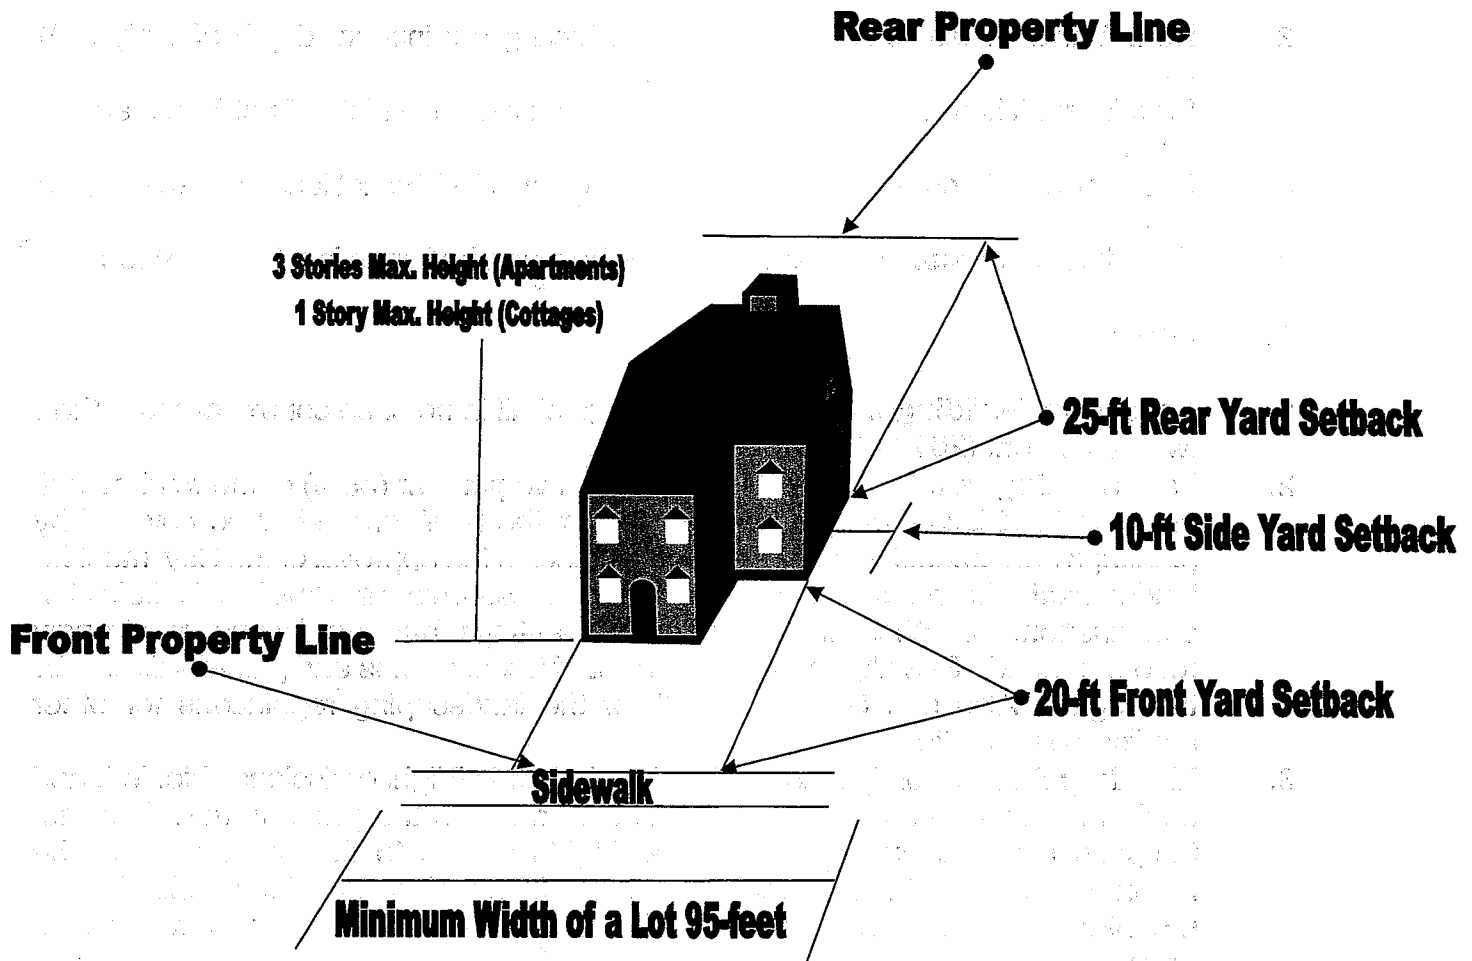 Rear Property Line
3 Stories Max. Height (Apartments)
1 Story Max. Height (Cottages)
25-ft Rear Yard Setback
10-ft Side Yard Setback
Front Property Line
20-ft Front Yard Setback
Sidewalk
Minimum Width of a Lot 95-feet